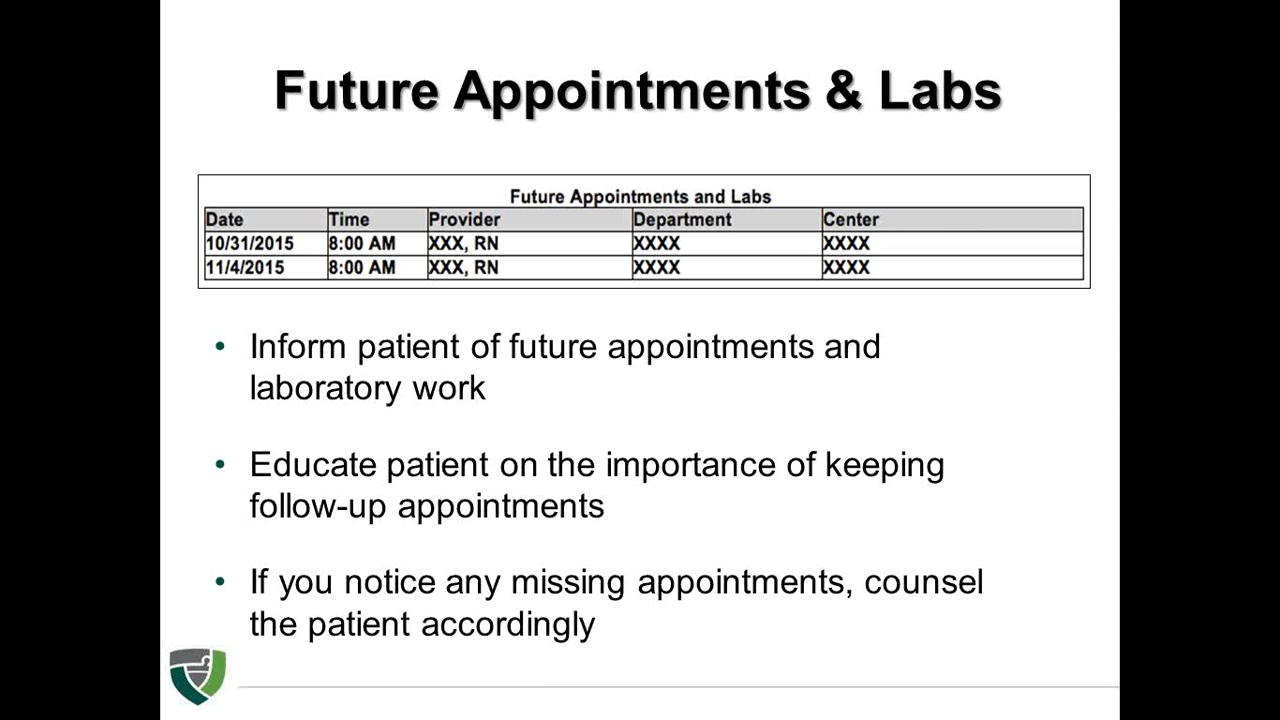 Future Appointments & Labs
Future Appointments and Labs
Date Time Provider Department Center
10/31/2015 8:00 AM XXX, RN XXXX XXXX
11/4/2015 8:00 AM XXX, RN XXXX XXXX
• Inform patient of future appointments and
laboratory work
• Educate patient on the importance of keeping
follow-up appointments
• If you notice any missing appointments, counsel
the patient accordingly